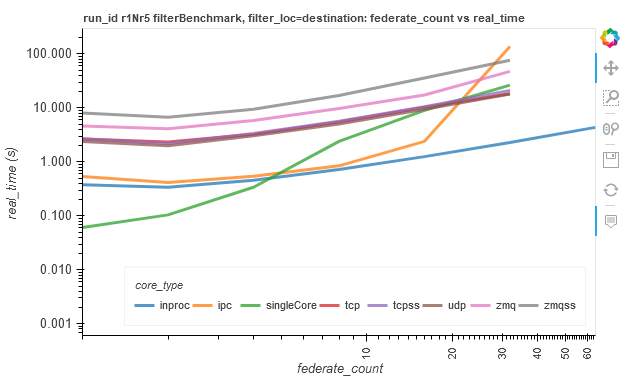 run_id r1Nr5 filterBenchmark, filter_loc=destination: federate_count vs real_time
100.000
10.000
1.000
0.100
0.010
0.001
real_time (s)
core_type
inproc ipc singleCore tcp tcpss udp zmq zmqss
10 20 30 40 50 60
federate_count